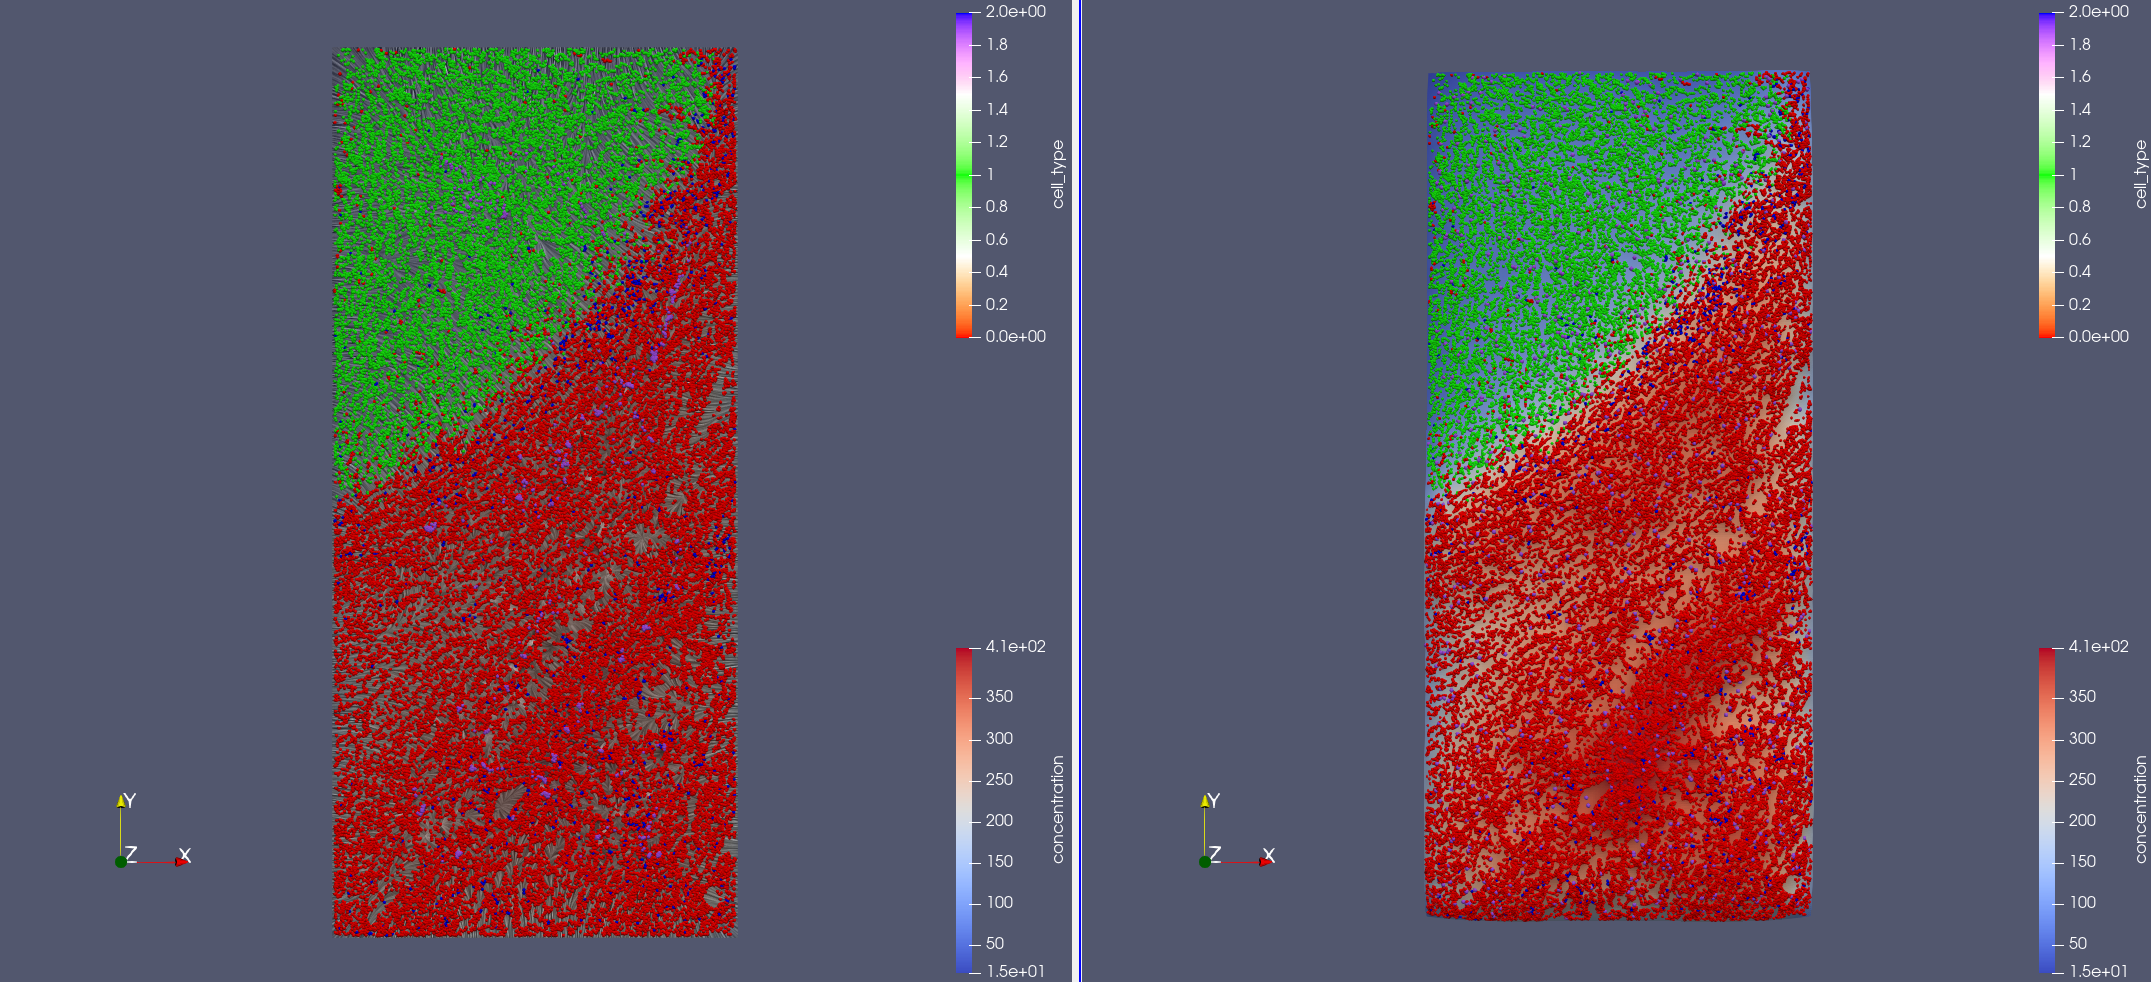 2.0e+00
1.8
1.6
1.4
1.2
1
0.8
0.6
0.4
0.2
0.0e+00
cell_type
4.1e+02
350
300
250
200
150
100
50
1.5e+01
concentration
Y
Z
X
2.0e+00
1.8
1.6
1.4
1.2
1
0.8
0.6
0.4
0.2
0.0e+00
cell_type
4.1e+02
350
300
250
200
150
100
50
1.5e+01
concentration
Y
Z
X